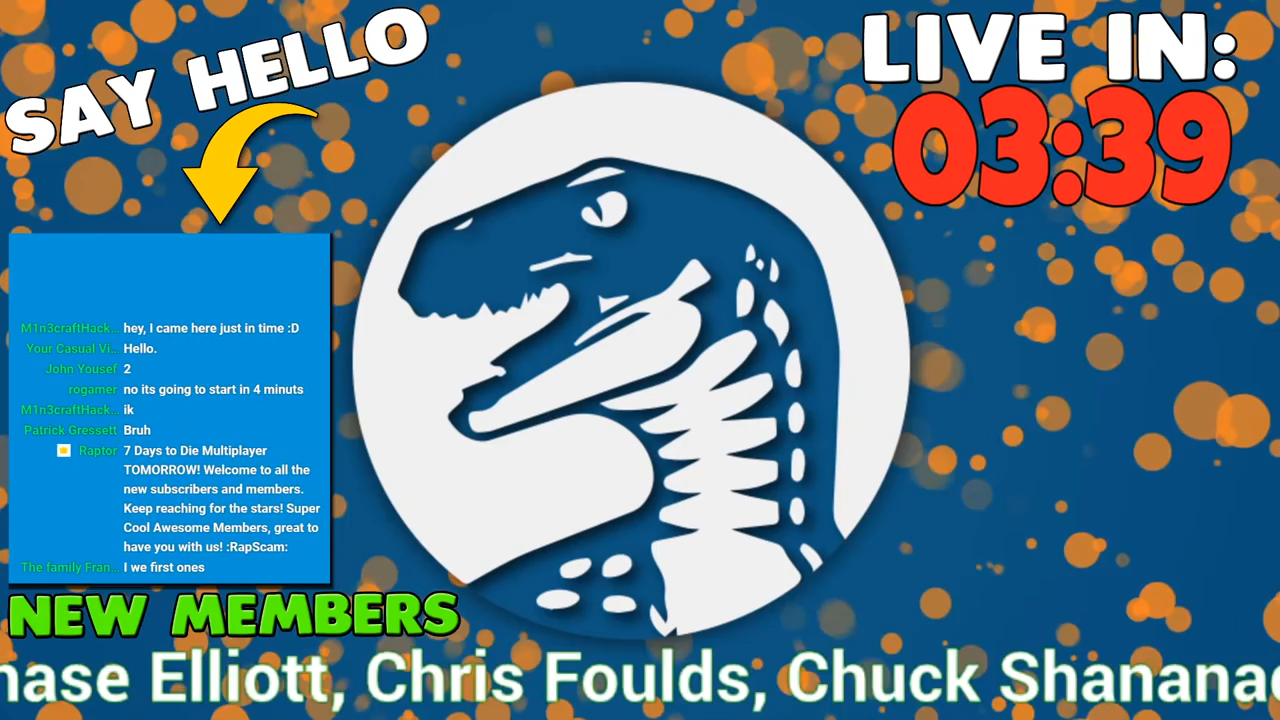 SAY HELLO
LIVE IN:
03:39
M1n3craftHack... hey, I came here just in time :D
Your Casual Vi... Hello.
John Yousef 2
rogamer no its going to start in 4 minuts
M1n3craftHack... ik
Patrick Gressett Bruh
Raptor 7 Days to Die Multiplayer
TOMORROW! Welcome to all the
new subscribers and members.
Keep reaching for the stars! Super
Cool Awesome Members, great to
have you with us! :RapScam:
The family Fran... I we first ones
NEW MEMBERS
hase Elliott, Chris Foulds, Chuck Shanana